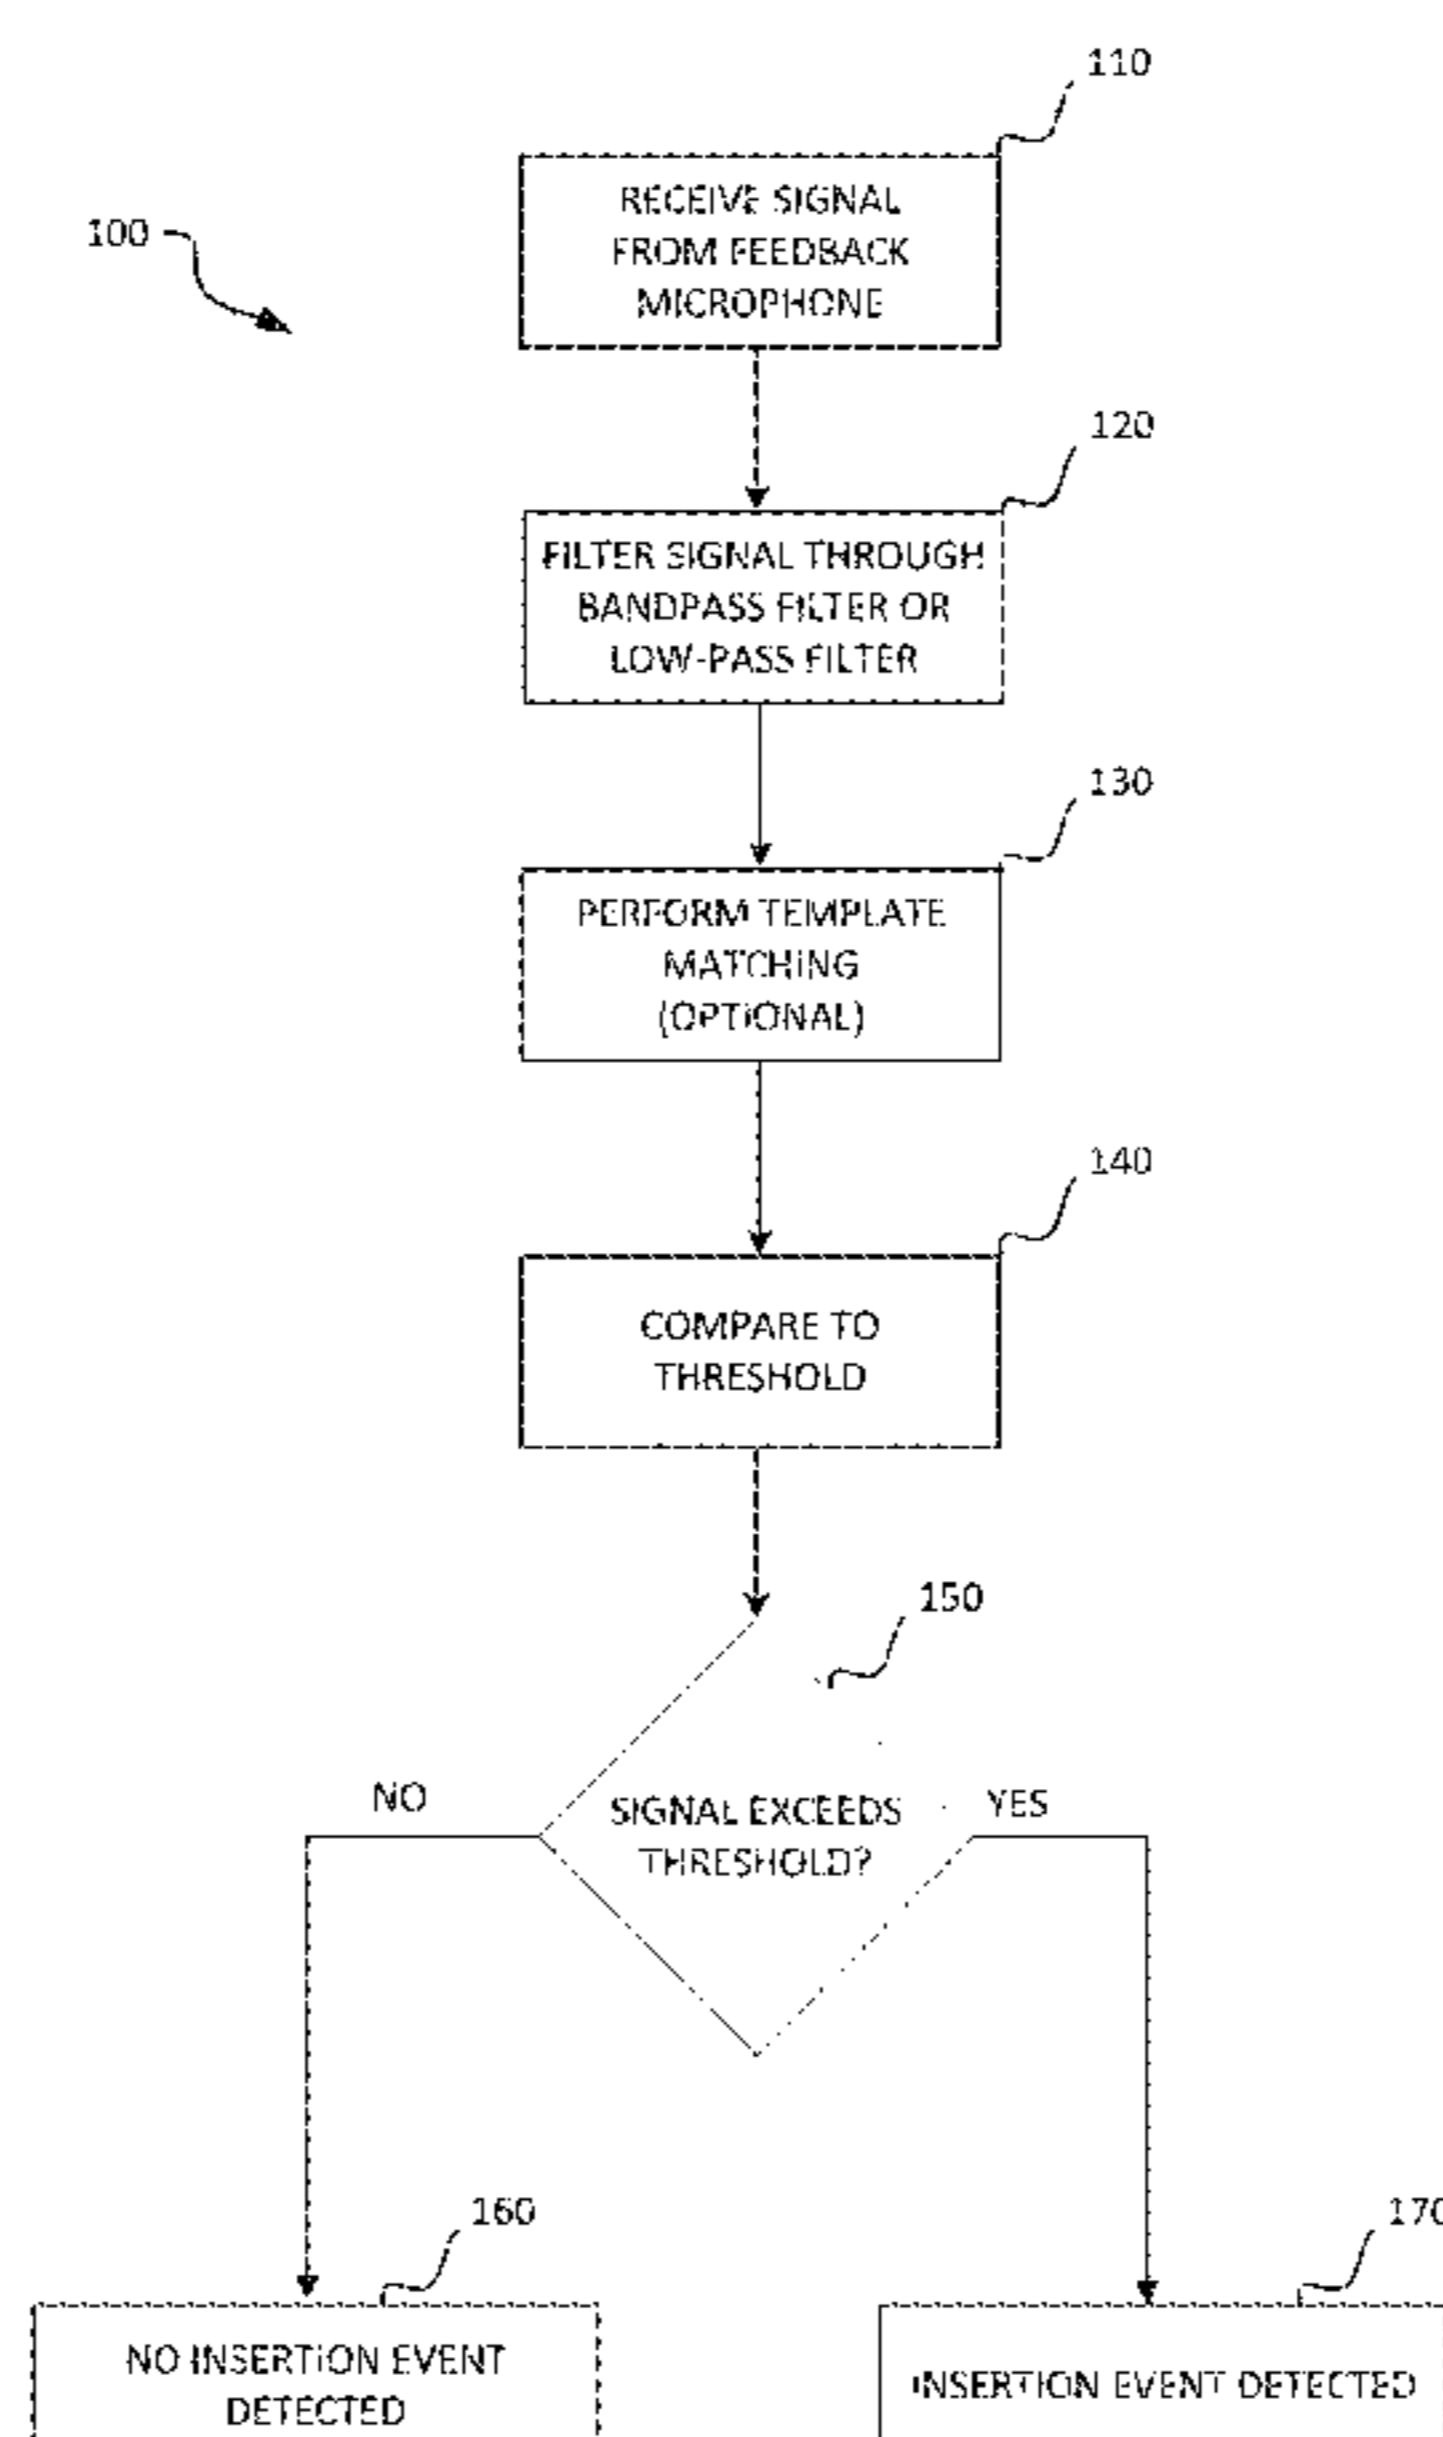 110
100
RECEIVE SIGNAL
FROM FEEDBACK
MICROPHONE
120
FILTER SIGNAL THROUGH
BANDPASS FILTER OR
LOW-PASS FILTER
130
PERFORM TEMPLATE
MATCHING
(OPTIONAL)
140
COMPARE TO
THRESHOLD
150
NO
YES
SIGNAL EXCEEDS
THRESHOLD?
160
170
NO INSERTION EVENT
DETECTED
INSERTION EVENT DETECTED